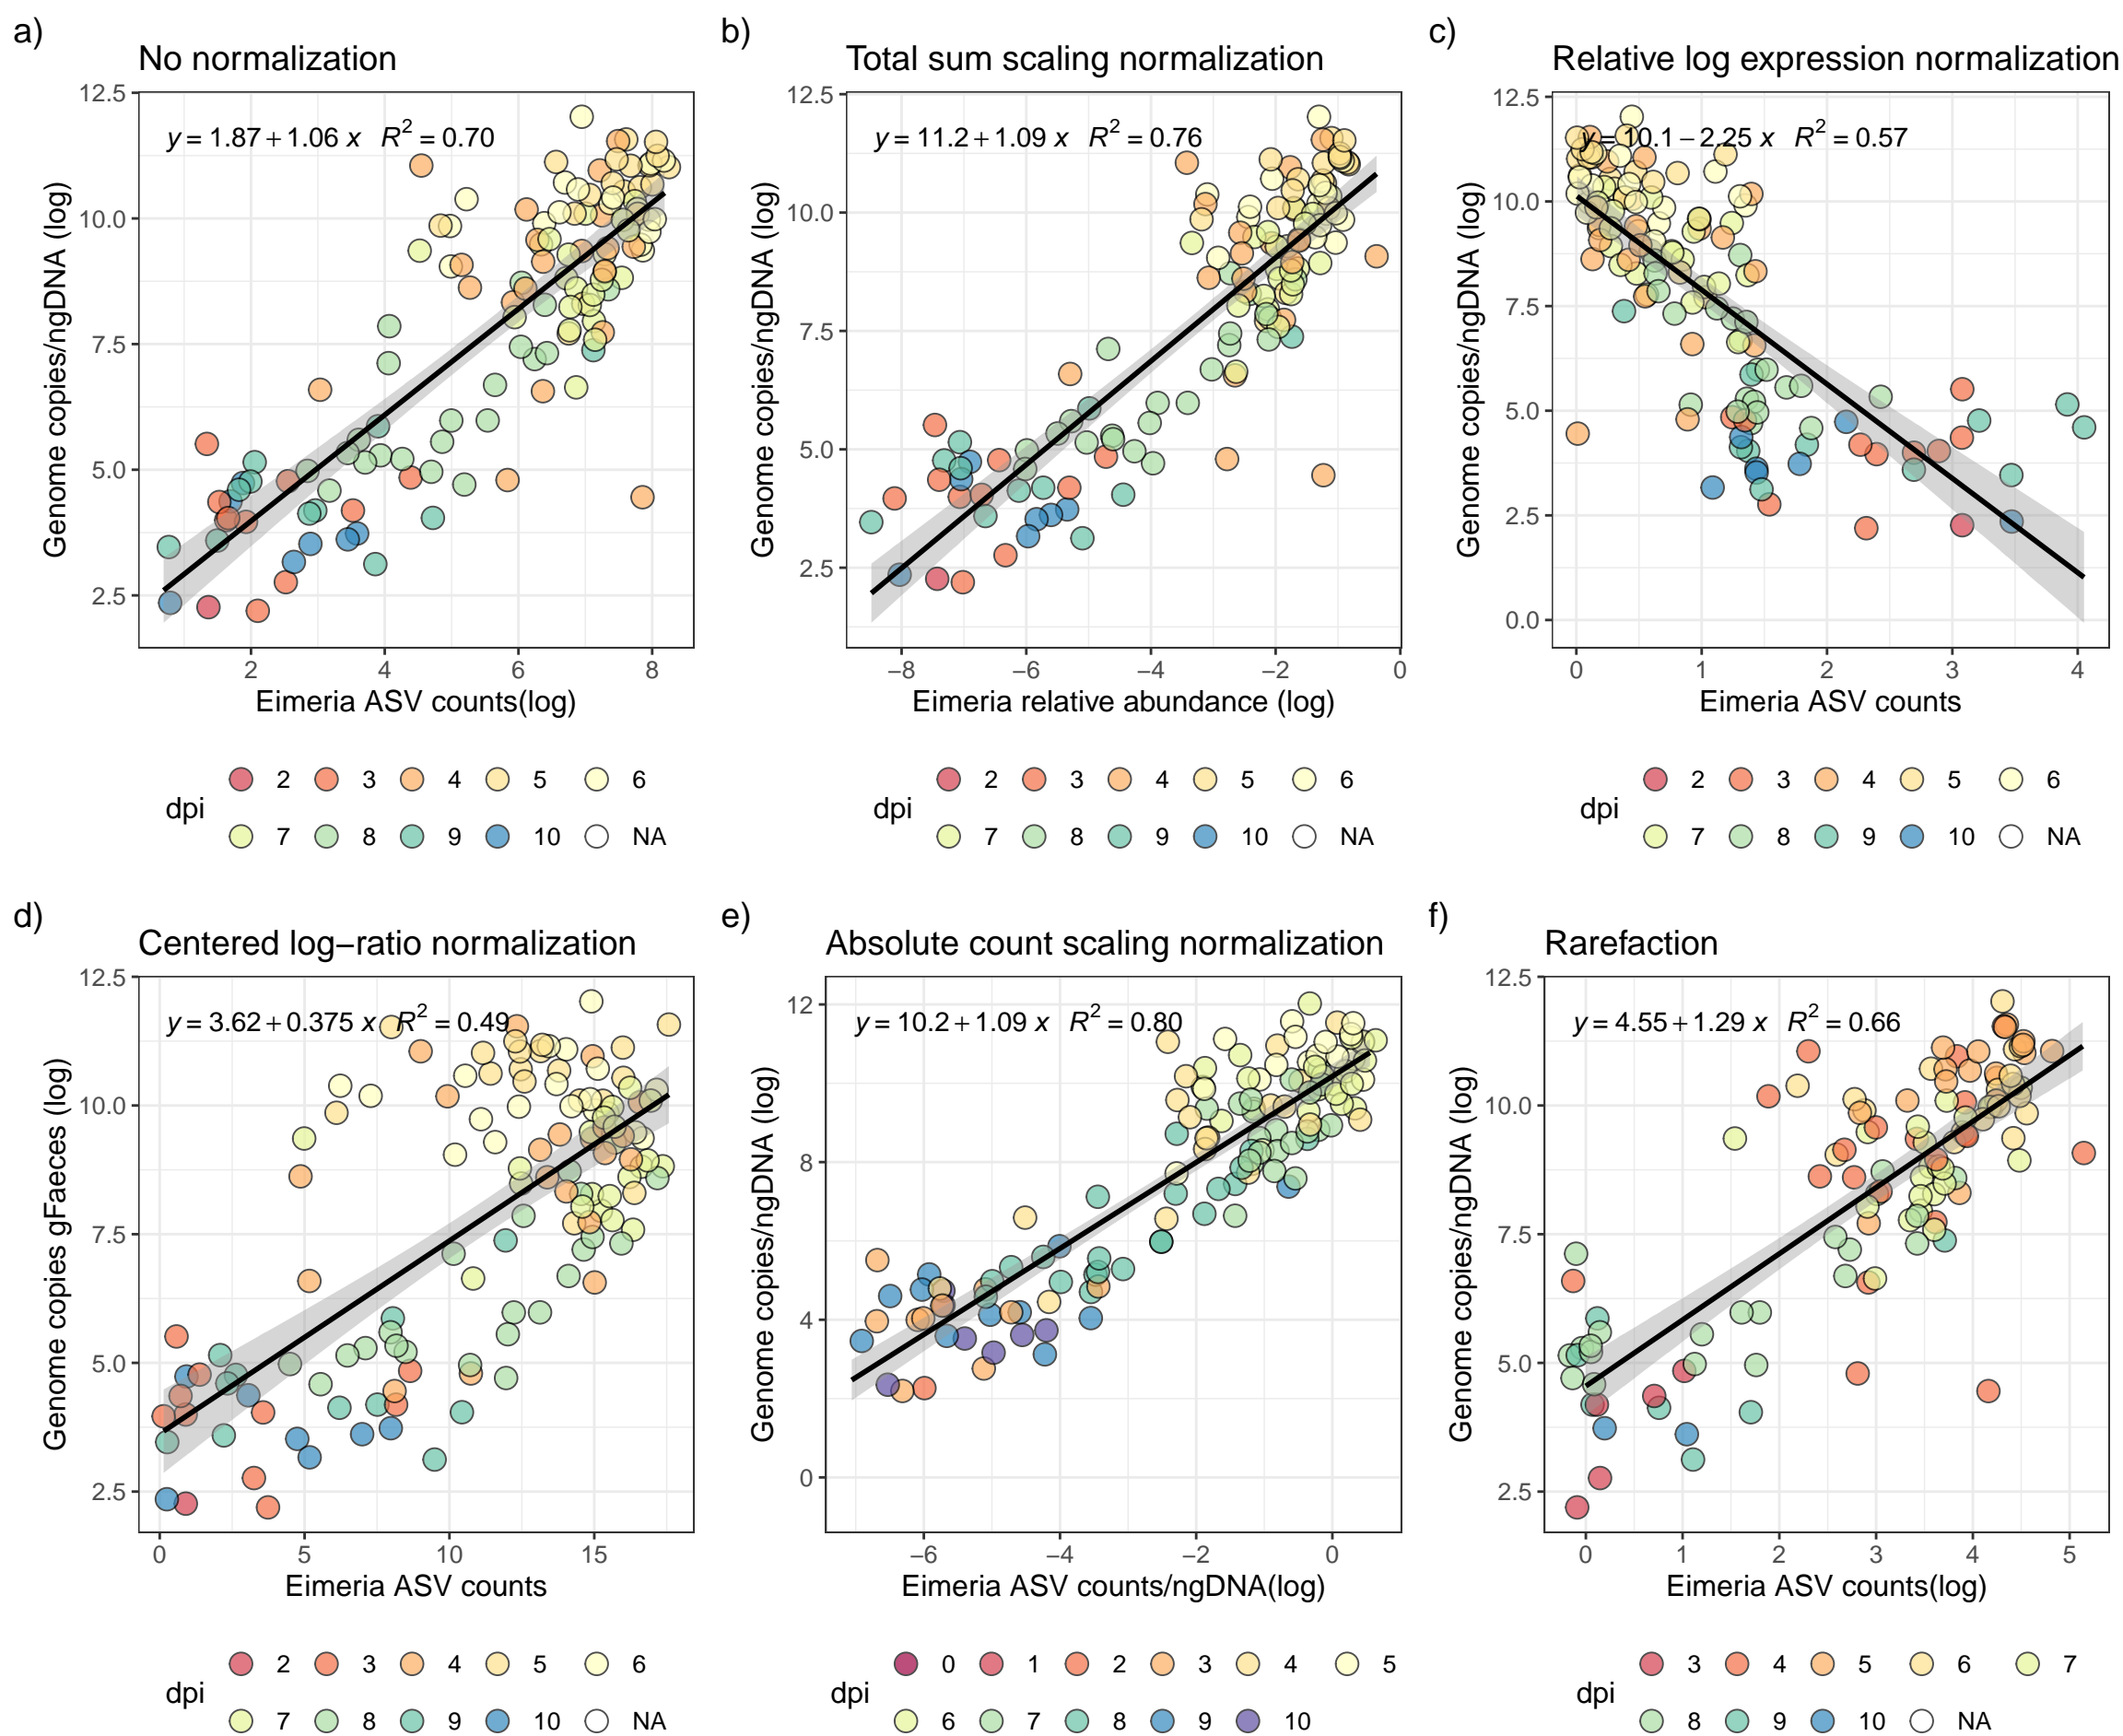 a)
No normalization
y = 1.87 + 1.06 x R² = 0.70
12.5
10.0
7.5
5.0
2.5
Genome copies/ngDNA (log)
2 4 6 8
Eimeria ASV counts(log)
dpi
2 3 4 5 6
7 8 9 10 NA
b)
Total sum scaling normalization
y = 11.2 + 1.09 x R² = 0.76
12.5
10.0
7.5
5.0
2.5
Genome copies/ngDNA (log)
−8 −6 −4 −2 0
Eimeria relative abundance (log)
dpi
2 3 4 5 6
7 8 9 10 NA
c)
Relative log expression normalization
y = 10.1 − 2.25 x R² = 0.57
12.5
10.0
7.5
5.0
2.5
0.0
Genome copies/ngDNA (log)
0 1 2 3 4
Eimeria ASV counts
dpi
2 3 4 5 6
7 8 9 10 NA
d)
Centered log−ratio normalization
y = 3.62 + 0.375 x R² = 0.49
12.5
10.0
7.5
5.0
2.5
Genome copies gFaeces (log)
0 5 10 15
Eimeria ASV counts
dpi
2 3 4 5 6
7 8 9 10 NA
e)
Absolute count scaling normalization
y = 10.2 + 1.09 x R² = 0.80
12
8
4
0
Genome copies/ngDNA (log)
−6 −4 −2 0
Eimeria ASV counts/ngDNA(log)
dpi
0 1 2 3 4 5
6 7 8 9 10
f)
Rarefaction
y = 4.55 + 1.29 x R² = 0.66
12.5
10.0
7.5
5.0
2.5
Genome copies/ngDNA (log)
0 1 2 3 4 5
Eimeria ASV counts(log)
dpi
3 4 5 6 7
8 9 10 NA